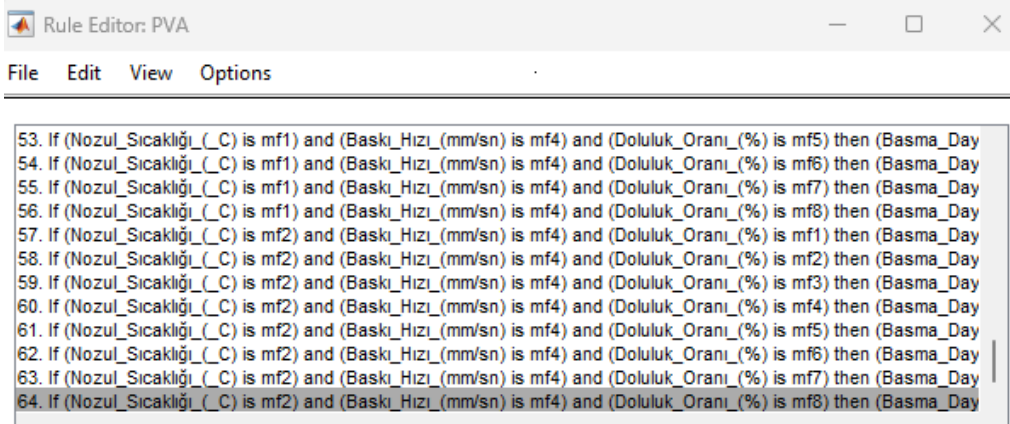 Rule Editor: PVA
File Edit View Options
53. If (Nozul_Sıcaklığı_(_C) is mf1) and (Baskı_Hızı_(mm/sn) is mf4) and (Doluluk_Oranı_(%) is mf5) then (Basma_Day
54. If (Nozul_Sıcaklığı_(_C) is mf1) and (Baskı_Hızı_(mm/sn) is mf4) and (Doluluk_Oranı_(%) is mf6) then (Basma_Day
55. If (Nozul_Sıcaklığı_(_C) is mf1) and (Baskı_Hızı_(mm/sn) is mf4) and (Doluluk_Oranı_(%) is mf7) then (Basma_Day
56. If (Nozul_Sıcaklığı_(_C) is mf1) and (Baskı_Hızı_(mm/sn) is mf4) and (Doluluk_Oranı_(%) is mf8) then (Basma_Day
57. If (Nozul_Sıcaklığı_(_C) is mf2) and (Baskı_Hızı_(mm/sn) is mf4) and (Doluluk_Oranı_(%) is mf1) then (Basma_Day
58. If (Nozul_Sıcaklığı_(_C) is mf2) and (Baskı_Hızı_(mm/sn) is mf4) and (Doluluk_Oranı_(%) is mf2) then (Basma_Day
59. If (Nozul_Sıcaklığı_(_C) is mf2) and (Baskı_Hızı_(mm/sn) is mf4) and (Doluluk_Oranı_(%) is mf3) then (Basma_Day
60. If (Nozul_Sıcaklığı_(_C) is mf2) and (Baskı_Hızı_(mm/sn) is mf4) and (Doluluk_Oranı_(%) is mf4) then (Basma_Day
61. If (Nozul_Sıcaklığı_(_C) is mf2) and (Baskı_Hızı_(mm/sn) is mf4) and (Doluluk_Oranı_(%) is mf5) then (Basma_Day
62. If (Nozul_Sıcaklığı_(_C) is mf2) and (Baskı_Hızı_(mm/sn) is mf4) and (Doluluk_Oranı_(%) is mf6) then (Basma_Day
63. If (Nozul_Sıcaklığı_(_C) is mf2) and (Baskı_Hızı_(mm/sn) is mf4) and (Doluluk_Oranı_(%) is mf7) then (Basma_Day
64. If (Nozul_Sıcaklığı_(_C) is mf2) and (Baskı_Hızı_(mm/sn) is mf4) and (Doluluk_Oranı_(%) is mf8) then (Basma_Day